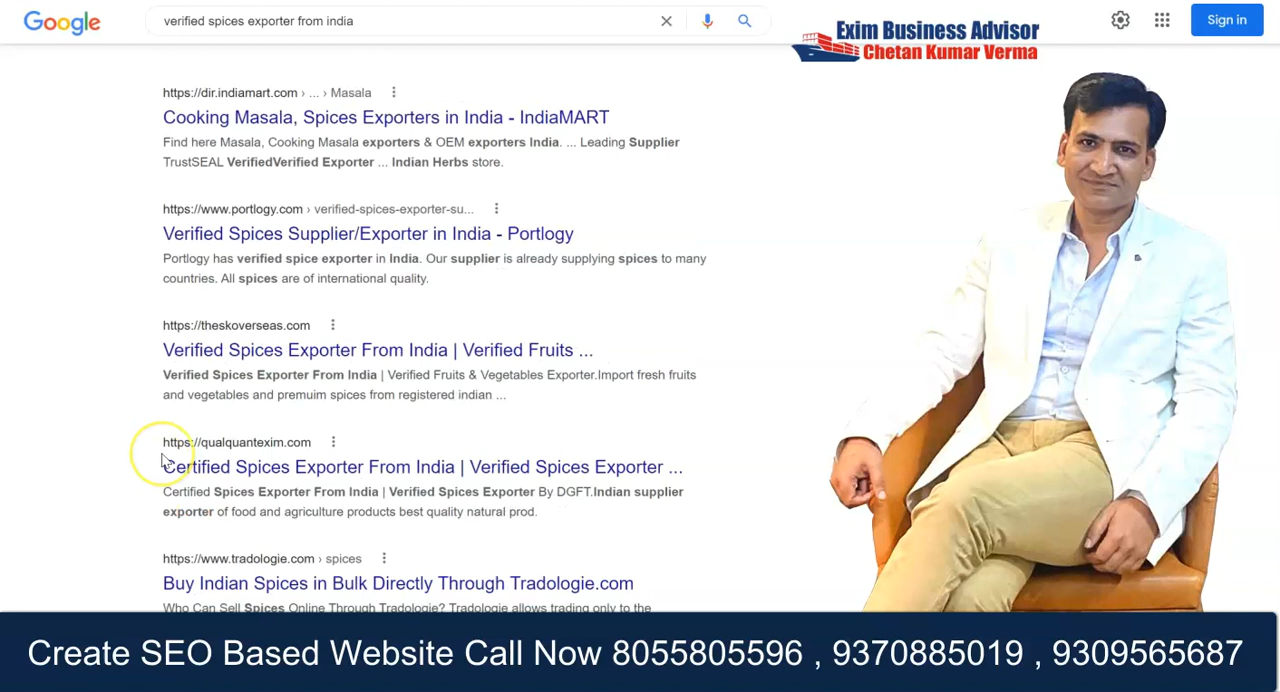 Google
verified spices exporter from india
Exim Business Advisor
Chetan Kumar Verma
Sign in
https://dir.indiamart.com › ... › Masala
Cooking Masala, Spices Exporters in India - IndiaMART
Find here Masala, Cooking Masala exporters & OEM exporters India. ... Leading Supplier
TrustSEAL VerifiedVerified Exporter ... Indian Herbs store.
https://www.portlogy.com › verified-spices-exporter-su...
Verified Spices Supplier/Exporter in India - Portlogy
Portlogy has verified spice exporter in India. Our supplier is already supplying spices to many
countries. All spices are of international quality.
https://theskoverseas.com
Verified Spices Exporter From India | Verified Fruits ...
Verified Spices Exporter From India | Verified Fruits & Vegetables Exporter.Import fresh fruits
and vegetables and premuim spices from registered indian ...
https://qualquantexim.com
Certified Spices Exporter From India | Verified Spices Exporter ...
Certified Spices Exporter From India | Verified Spices Exporter By DGFT.Indian supplier
exporter of food and agriculture products best quality natural prod.
https://www.tradologie.com › spices
Buy Indian Spices in Bulk Directly Through Tradologie.com
Who Can Sell Spices Online Through Tradologie? Tradologie allows trading only to the
Create SEO Based Website Call Now 8055805596 , 9370885019 , 9309565687